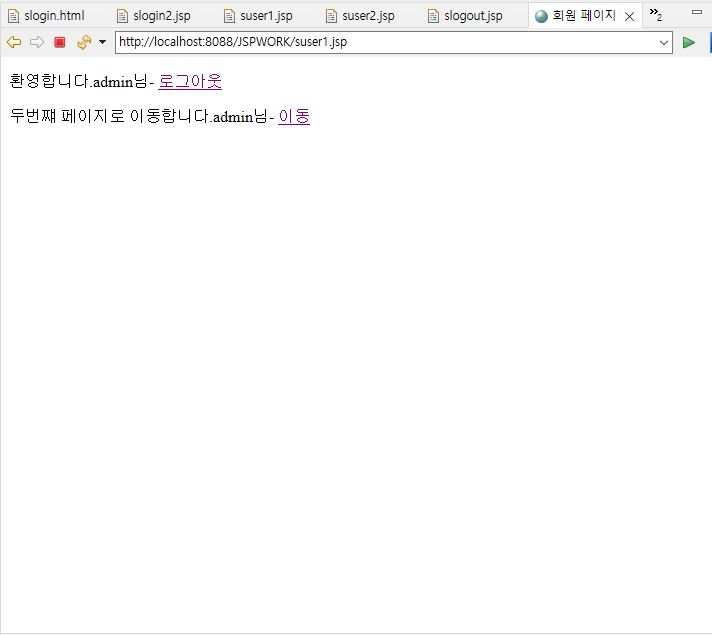 slogin.html slogin2.jsp suser1.jsp suser2.jsp slogout.jsp 회원 페이지 »2
http://localhost:8088/JSPWORK/suser1.jsp
환영합니다.admin님- 로그아웃
두번쨰 페이지로 이동합니다.admin님- 이동